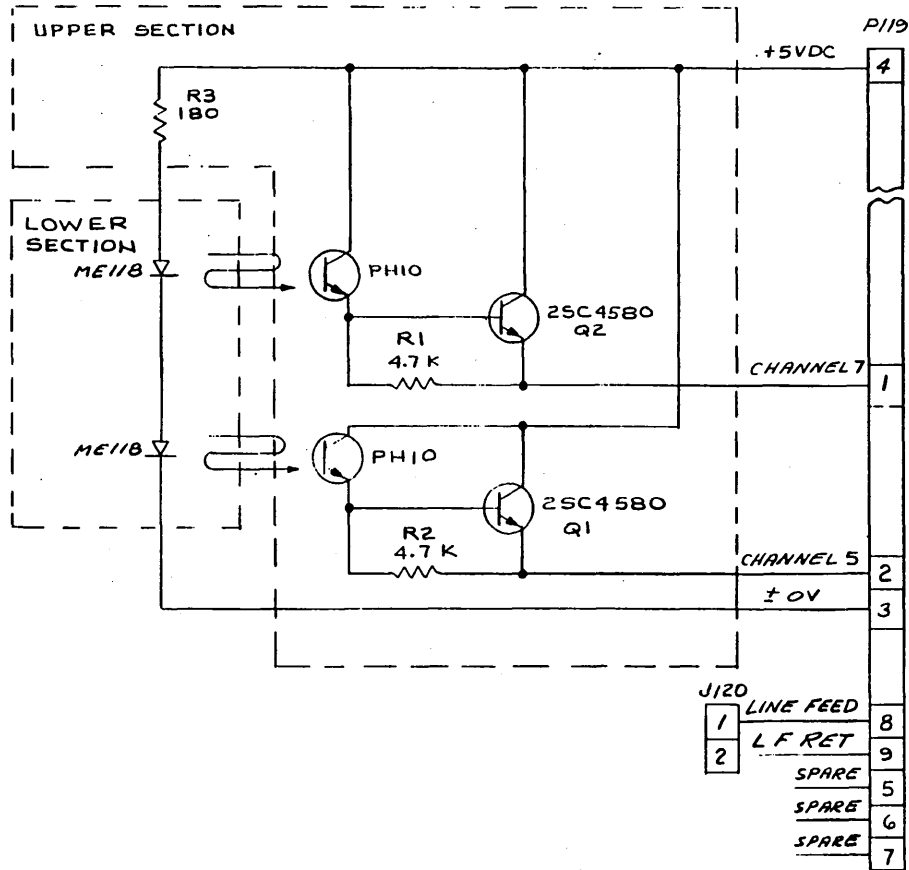 UPPER SECTION
P119
+5VDC
4
R3
180
LOWER
SECTION
ME118
PH10
2SC4580
Q2
R1
4.7 K
CHANNEL 7
1
ME118
PH10
2SC4580
Q1
R2
4.7 K
CHANNEL 5
2
± 0V
3
J120
1
LINE FEED
8
2
L F RET
9
SPARE
5
SPARE
6
SPARE
7